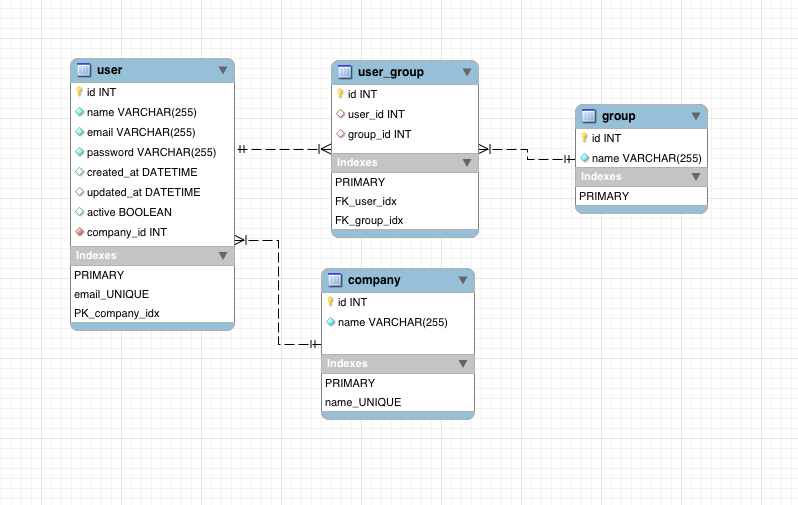 user
id INT
name VARCHAR(255)
email VARCHAR(255)
password VARCHAR(255)
created_at DATETIME
updated_at DATETIME
active BOOLEAN
company_id INT
Indexes
PRIMARY
email_UNIQUE
PK_company_idx
user_group
id INT
user_id INT
group_id INT
Indexes
PRIMARY
FK_user_idx
FK_group_idx
group
id INT
name VARCHAR(255)
Indexes
PRIMARY
company
id INT
name VARCHAR(255)
Indexes
PRIMARY
name_UNIQUE